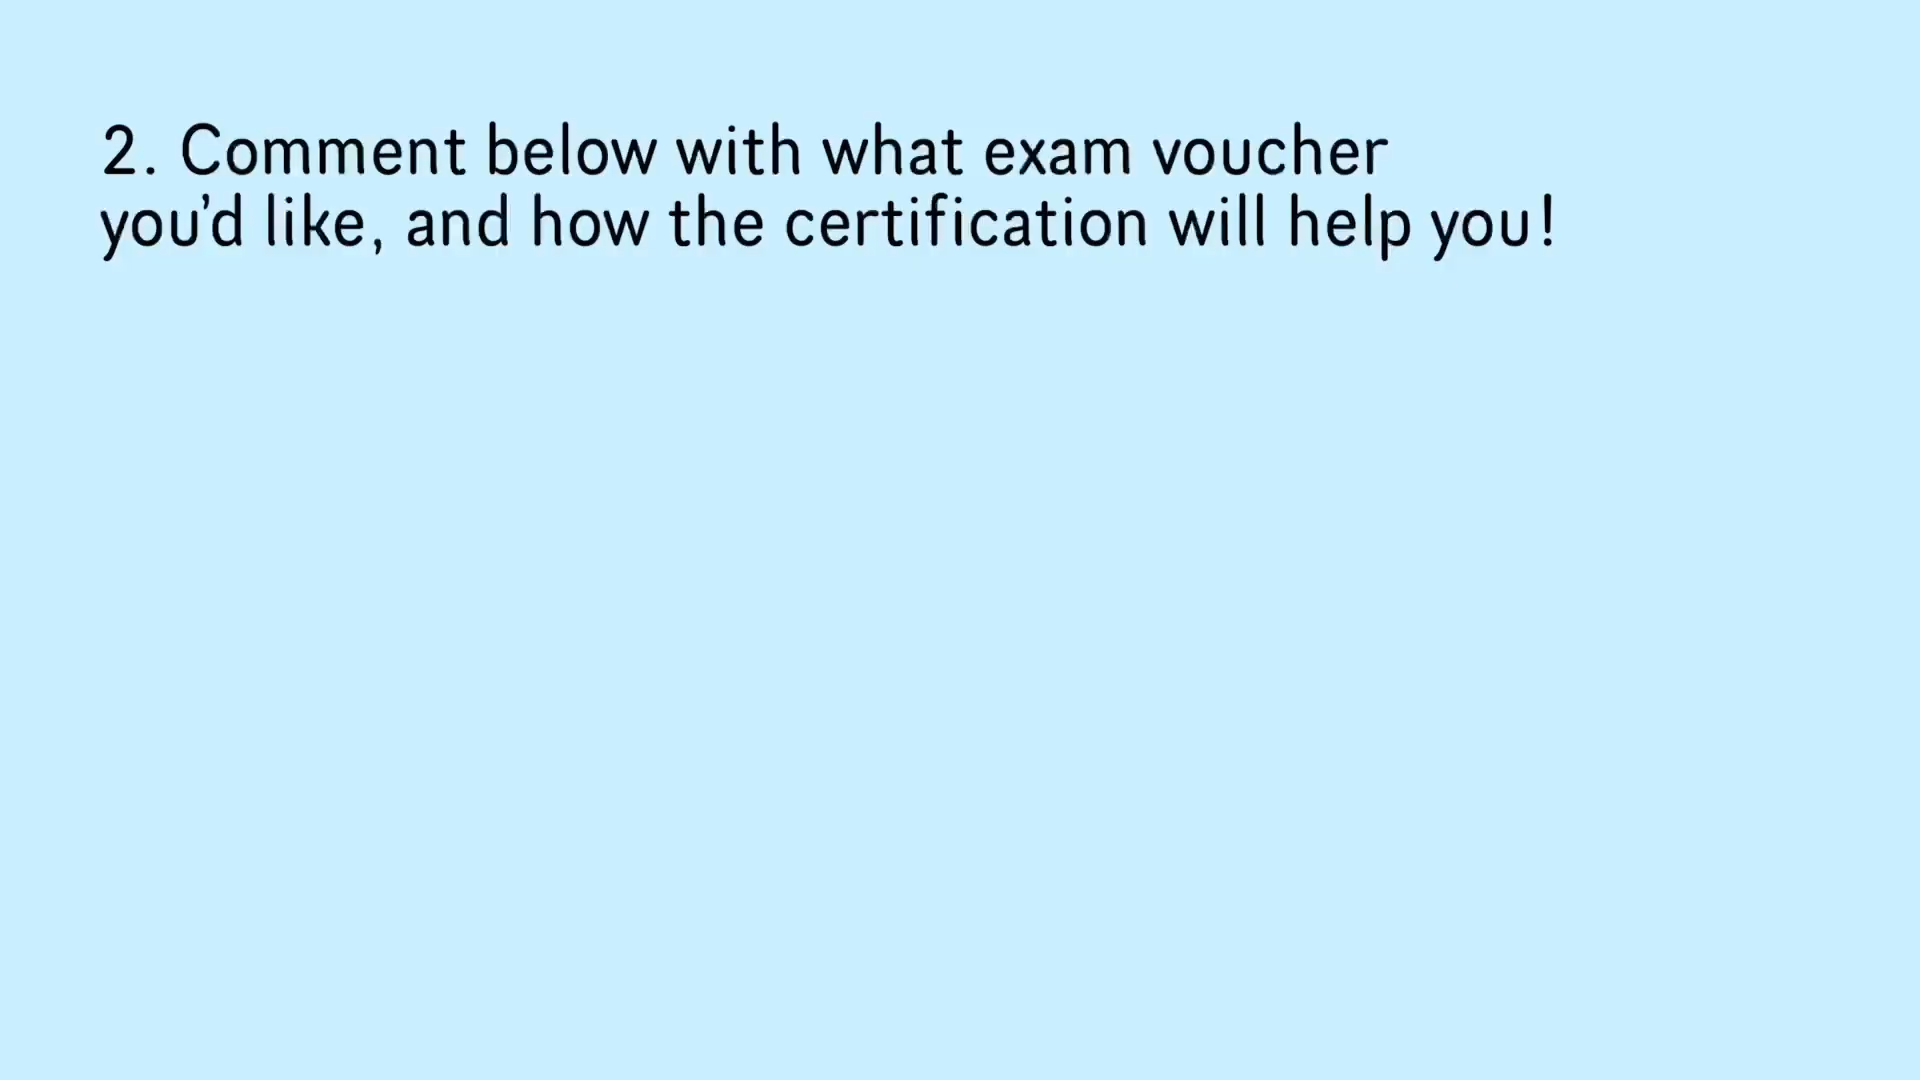 2. Comment below with what exam voucher
you’d like, and how the certification will help you!